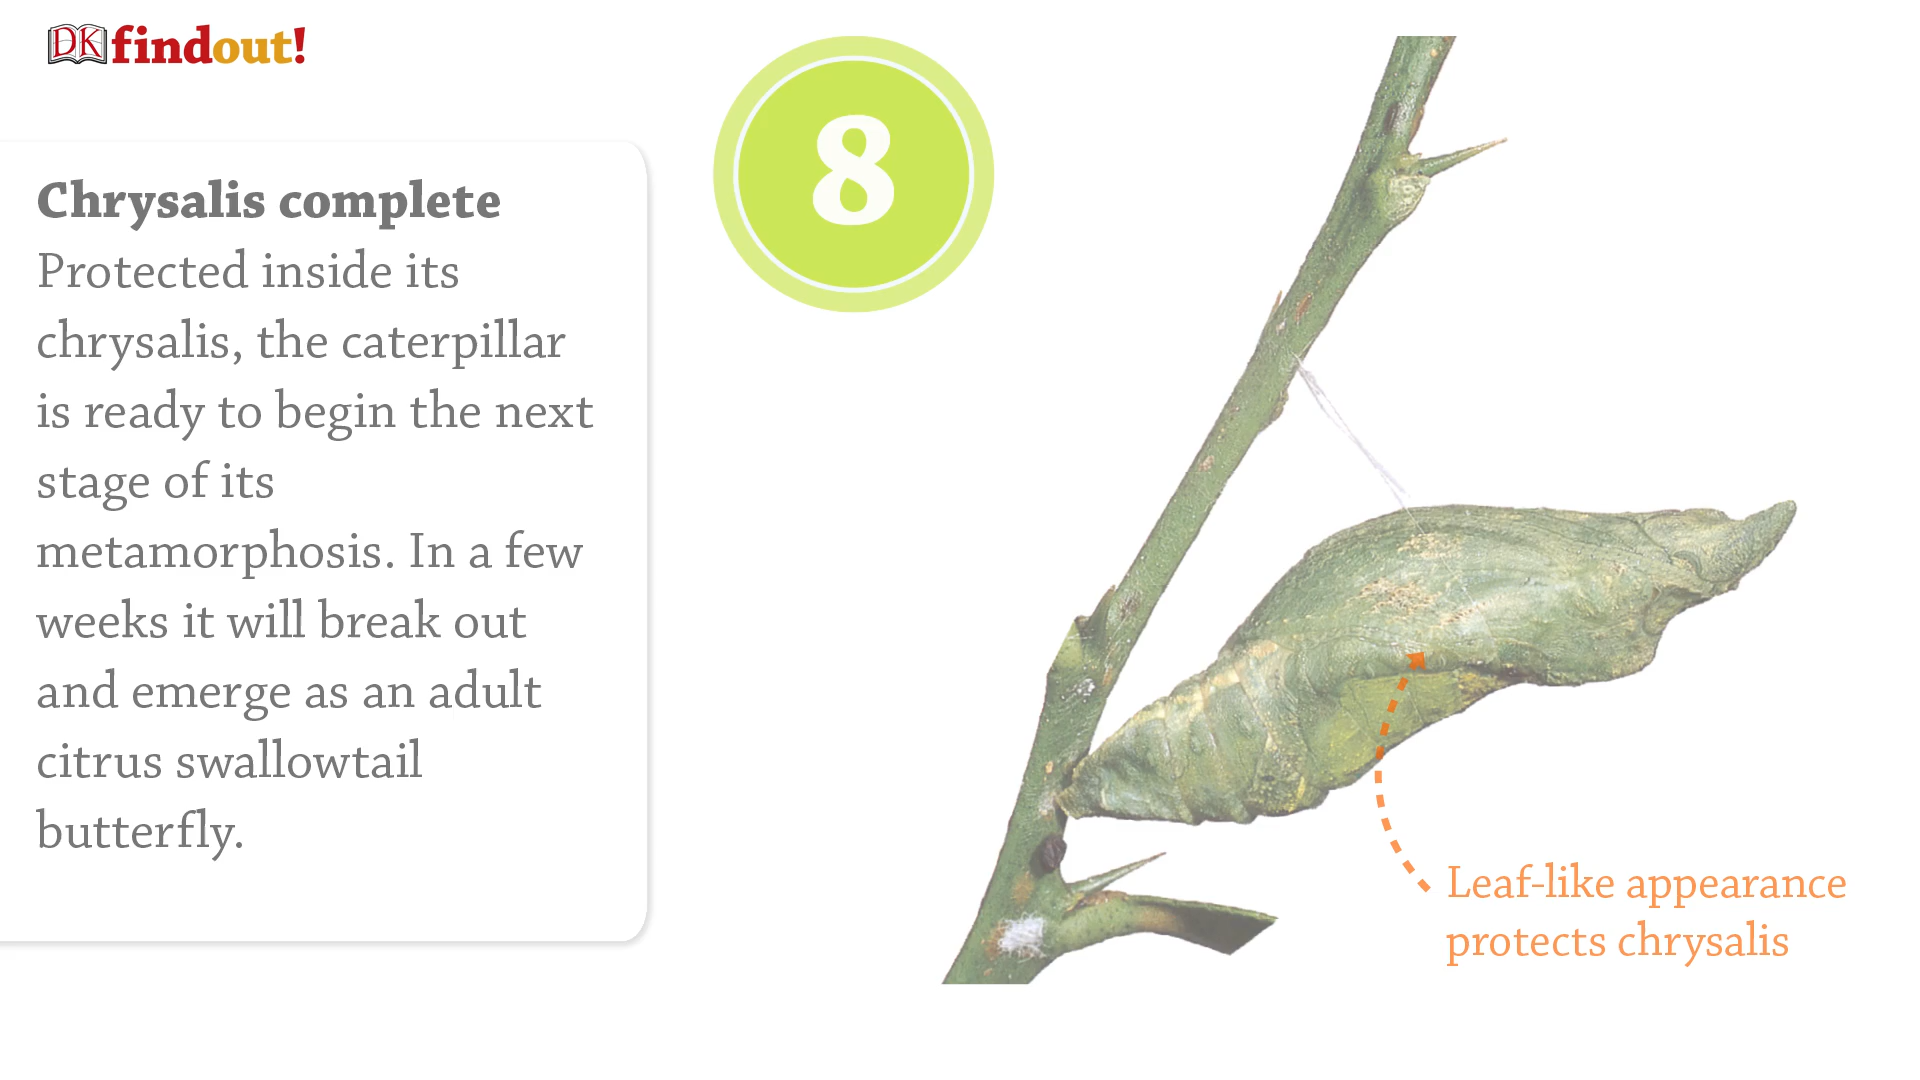 DK findout!
8
Chrysalis complete
Protected inside its
chrysalis, the caterpillar
is ready to begin the next
stage of its
metamorphosis. In a few
weeks it will break out
and emerge as an adult
citrus swallowtail
butterfly.
Leaf-like appearance
protects chrysalis